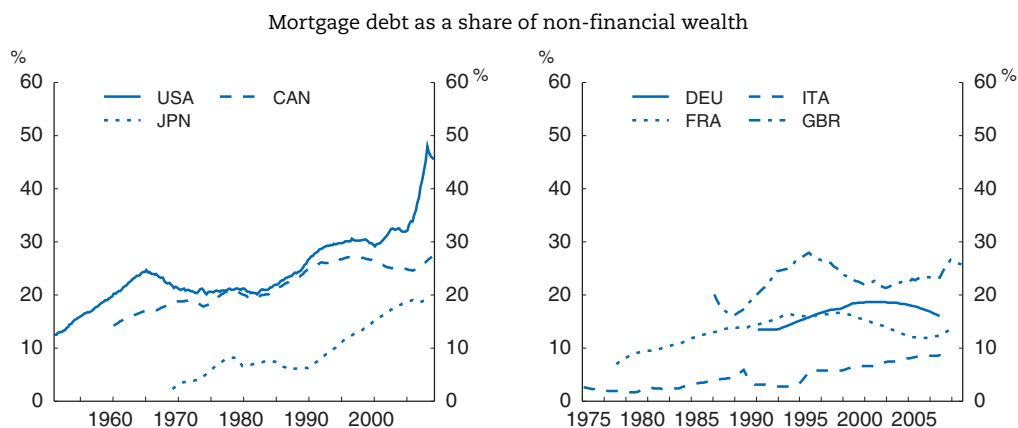 Mortgage debt as a share of non-financial wealth
% %
60 60
USA CAN
JPN
50 50
40 40
30 30
20 20
10 10
0 0
1960 1970 1980 1990 2000
% %
60 60
DEU ITA
FRA GBR
50 50
40 40
30 30
20 20
10 10
0 0
1975 1980 1985 1990 1995 2000 2005